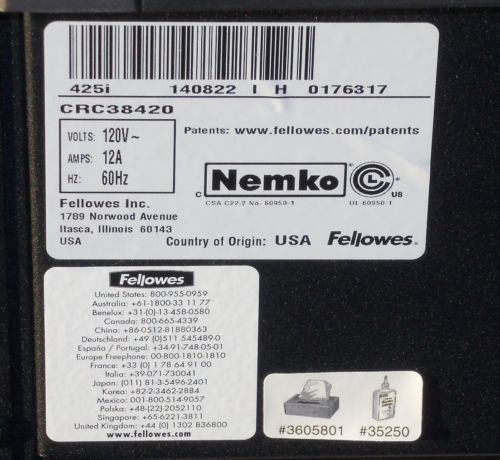 425i 140822 I H 0176317
CRC38420
VOLTS: 120V~
AMPS: 12A
HZ: 60Hz
Patents: www.fellowes.com/patents
C Nemko CL US
CSA C22.2 No. 60950-1 UL 60950-1
Fellowes Inc.
1789 Norwood Avenue
Itasca, Illinois 60143
USA
Country of Origin: USA Fellowes.
Fellowes
United States: 800-955-0959
Australia: +61-1800-33 11 77
Benelux: +31-(0)-13-458-0580
Canada: 800-665-4339
China: +86-0512-81880363
Deutschland: +49-(0)511 545489-0
España / Portugal: +34-91-748-05-01
Europe Freephone: 00-800-1810-1810
France: +33 (0) 1 78 64 91 00
Italia: +39-071-730041
Japan: (011) 81-3-5496-2401
Korea: +82-2-3462-2884
Mexico: 001-800-514-9057
Polska: +48-(22)-2052110
Singapore: +65-6221-3811
United Kingdom: +44 (0) 1302 836800
www.fellowes.com
#3605801 #35250